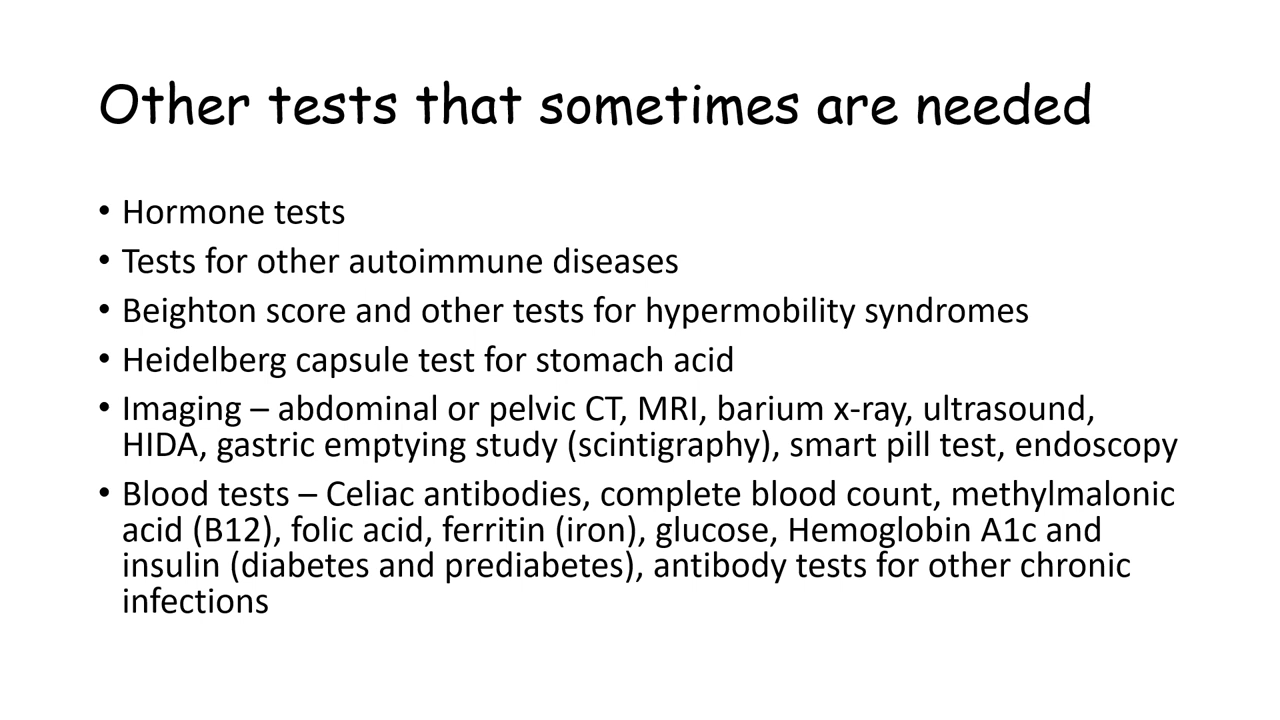 Other tests that sometimes are needed
• Hormone tests
• Tests for other autoimmune diseases
• Beighton score and other tests for hypermobility syndromes
• Heidelberg capsule test for stomach acid
• Imaging – abdominal or pelvic CT, MRI, barium x-ray, ultrasound,
HIDA, gastric emptying study (scintigraphy), smart pill test, endoscopy
• Blood tests – Celiac antibodies, complete blood count, methylmalonic
acid (B12), folic acid, ferritin (iron), glucose, Hemoglobin A1c and
insulin (diabetes and prediabetes), antibody tests for other chronic
infections